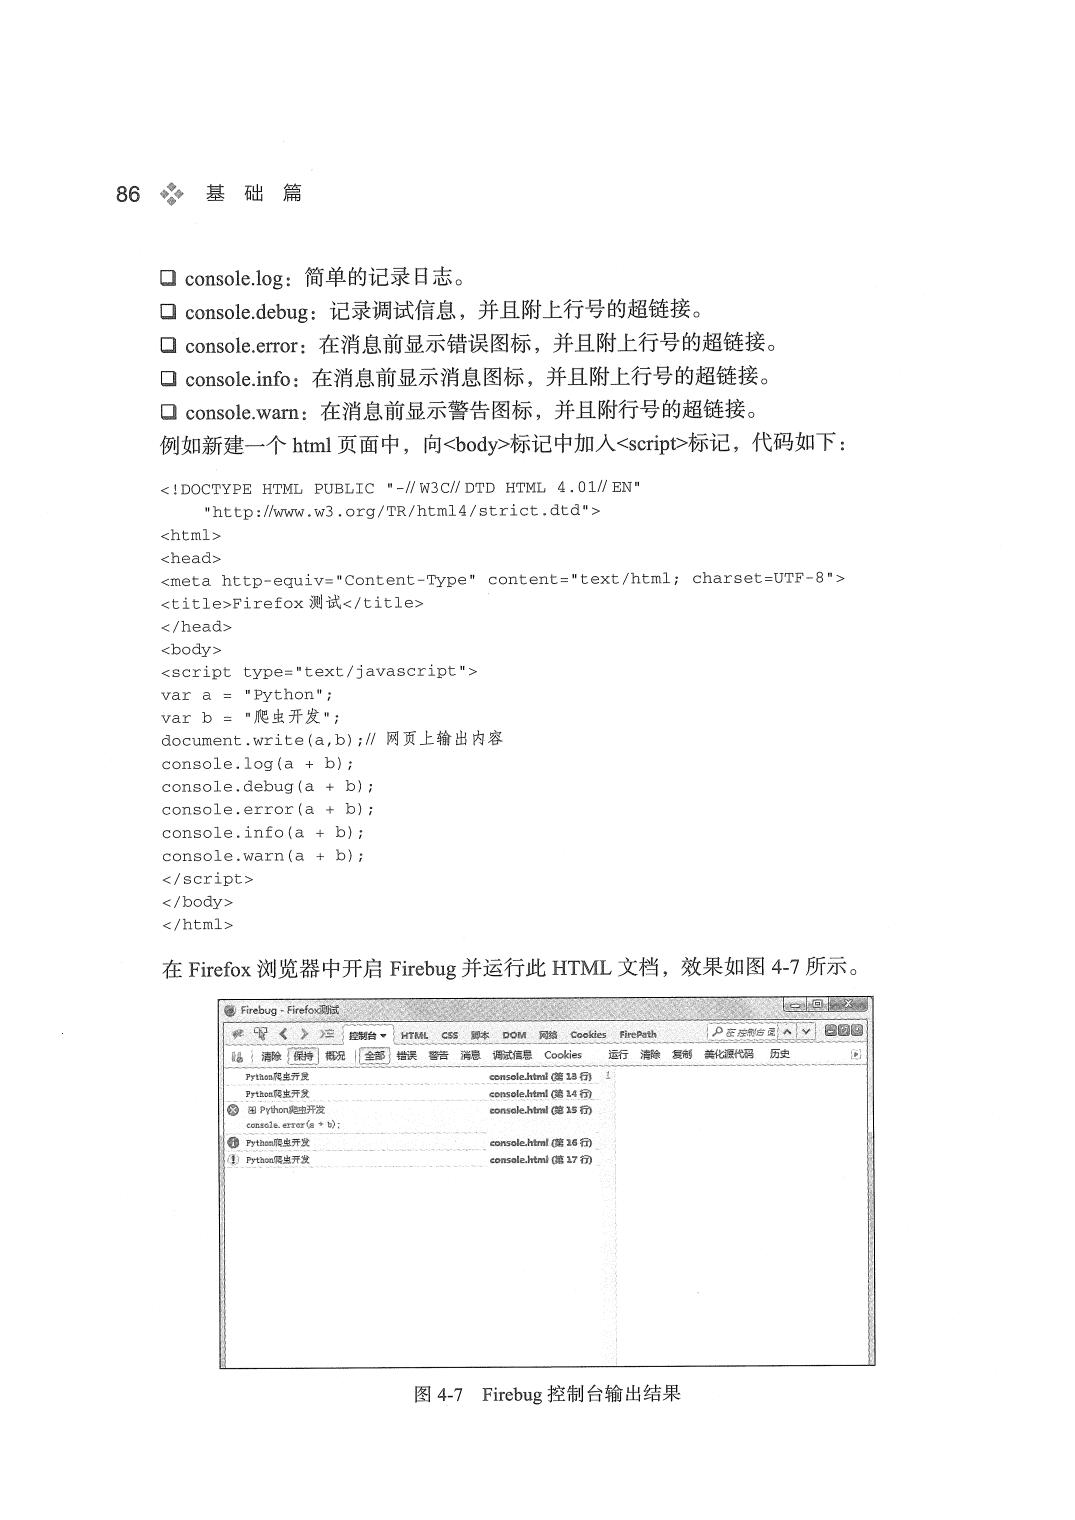 86 基 础 篇
❑ console.log：简单的记录日志。
❑ console.debug：记录调试信息，并且附上行号的超链接。
❑ console.error：在消息前显示错误图标，并且附上行号的超链接。
❑ console.info：在消息前显示消息图标，并且附上行号的超链接。
❑ console.warn：在消息前显示警告图标，并且附行号的超链接。
例如新建一个 html 页面中，向<body>标记中加入<script>标记，代码如下：
<!DOCTYPE HTML PUBLIC "-//W3C//DTD HTML 4.01//EN"
"http://www.w3.org/TR/html4/strict.dtd">
<html>
<head>
<meta http-equiv="Content-Type" content="text/html; charset=UTF-8">
<title>Firefox 测试</title>
</head>
<body>
<script type="text/javascript">
var a = "Python";
var b = "爬虫开发";
document.write(a,b);// 网页上输出内容
console.log(a + b);
console.debug(a + b);
console.error(a + b);
console.info(a + b);
console.warn(a + b);
</script>
</body>
</html>
在 Firefox 浏览器中开启 Firebug 并运行此 HTML 文档，效果如图 4-7 所示。
Firebug - Firefox测试
控制台 HTML CSS 脚本 DOM 网络 Cookies FirePath 在控制台
清除 保持 概况 全部 错误 警告 消息 调试信息 Cookies 运行 清除 复制 美化源代码 历史
Python爬虫开发 console.html (第 13 行) 1
Python爬虫开发 console.html (第 14 行)
Python爬虫开发 console.html (第 15 行)
console.error(a + b);
Python爬虫开发 console.html (第 16 行)
Python爬虫开发 console.html (第 17 行)
图 4-7 Firebug 控制台输出结果